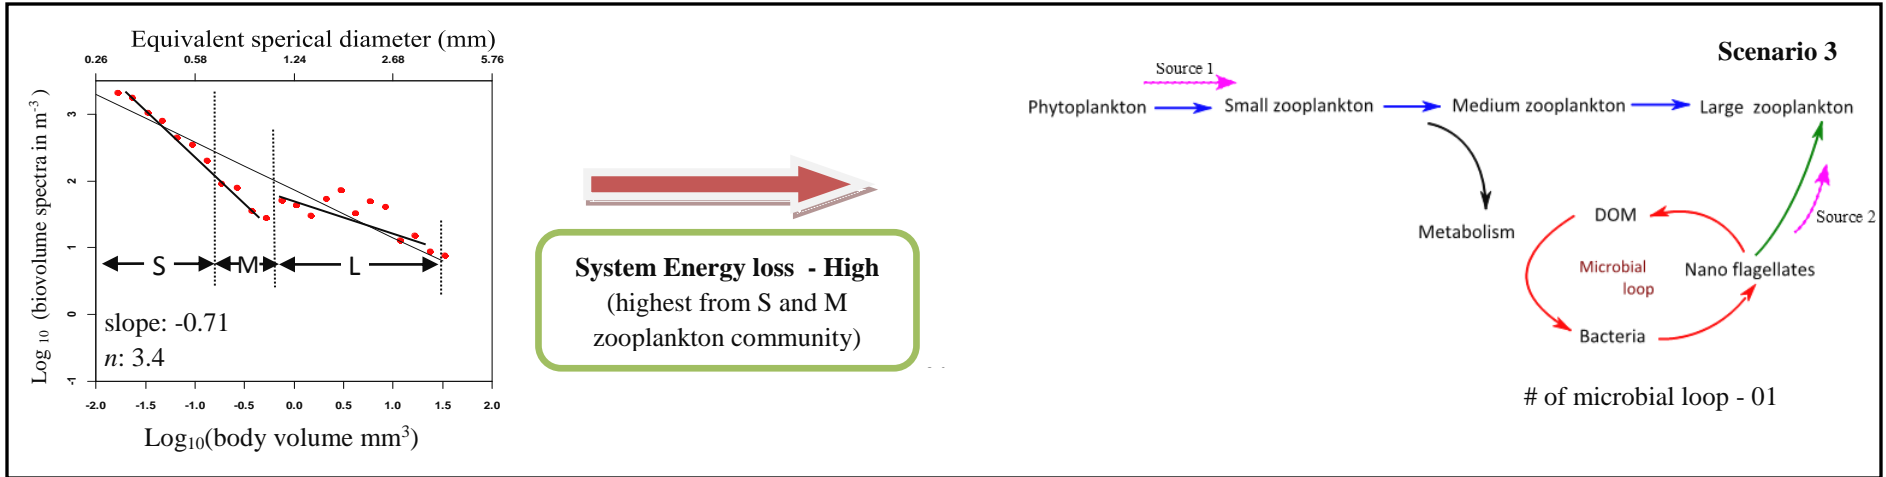 Equivalent sperical diameter (mm)
0.26 0.58 1.24 2.68 5.76
Log 10 (biovolume spectra in m-3 )
3
2
1
0
-1
S M L
slope: -0.71
n: 3.4
-2.0 -1.5 -1.0 -0.5 0.0 0.5 1.0 1.5 2.0
Log10(body volume mm3)
System Energy loss - High
(highest from S and M
zooplankton community)
Scenario 3
Source 1
Phytoplankton Small zooplankton Medium zooplankton Large zooplankton
Metabolism
DOM
Source 2
Microbial
loop
Nano flagellates
Bacteria
# of microbial loop - 01